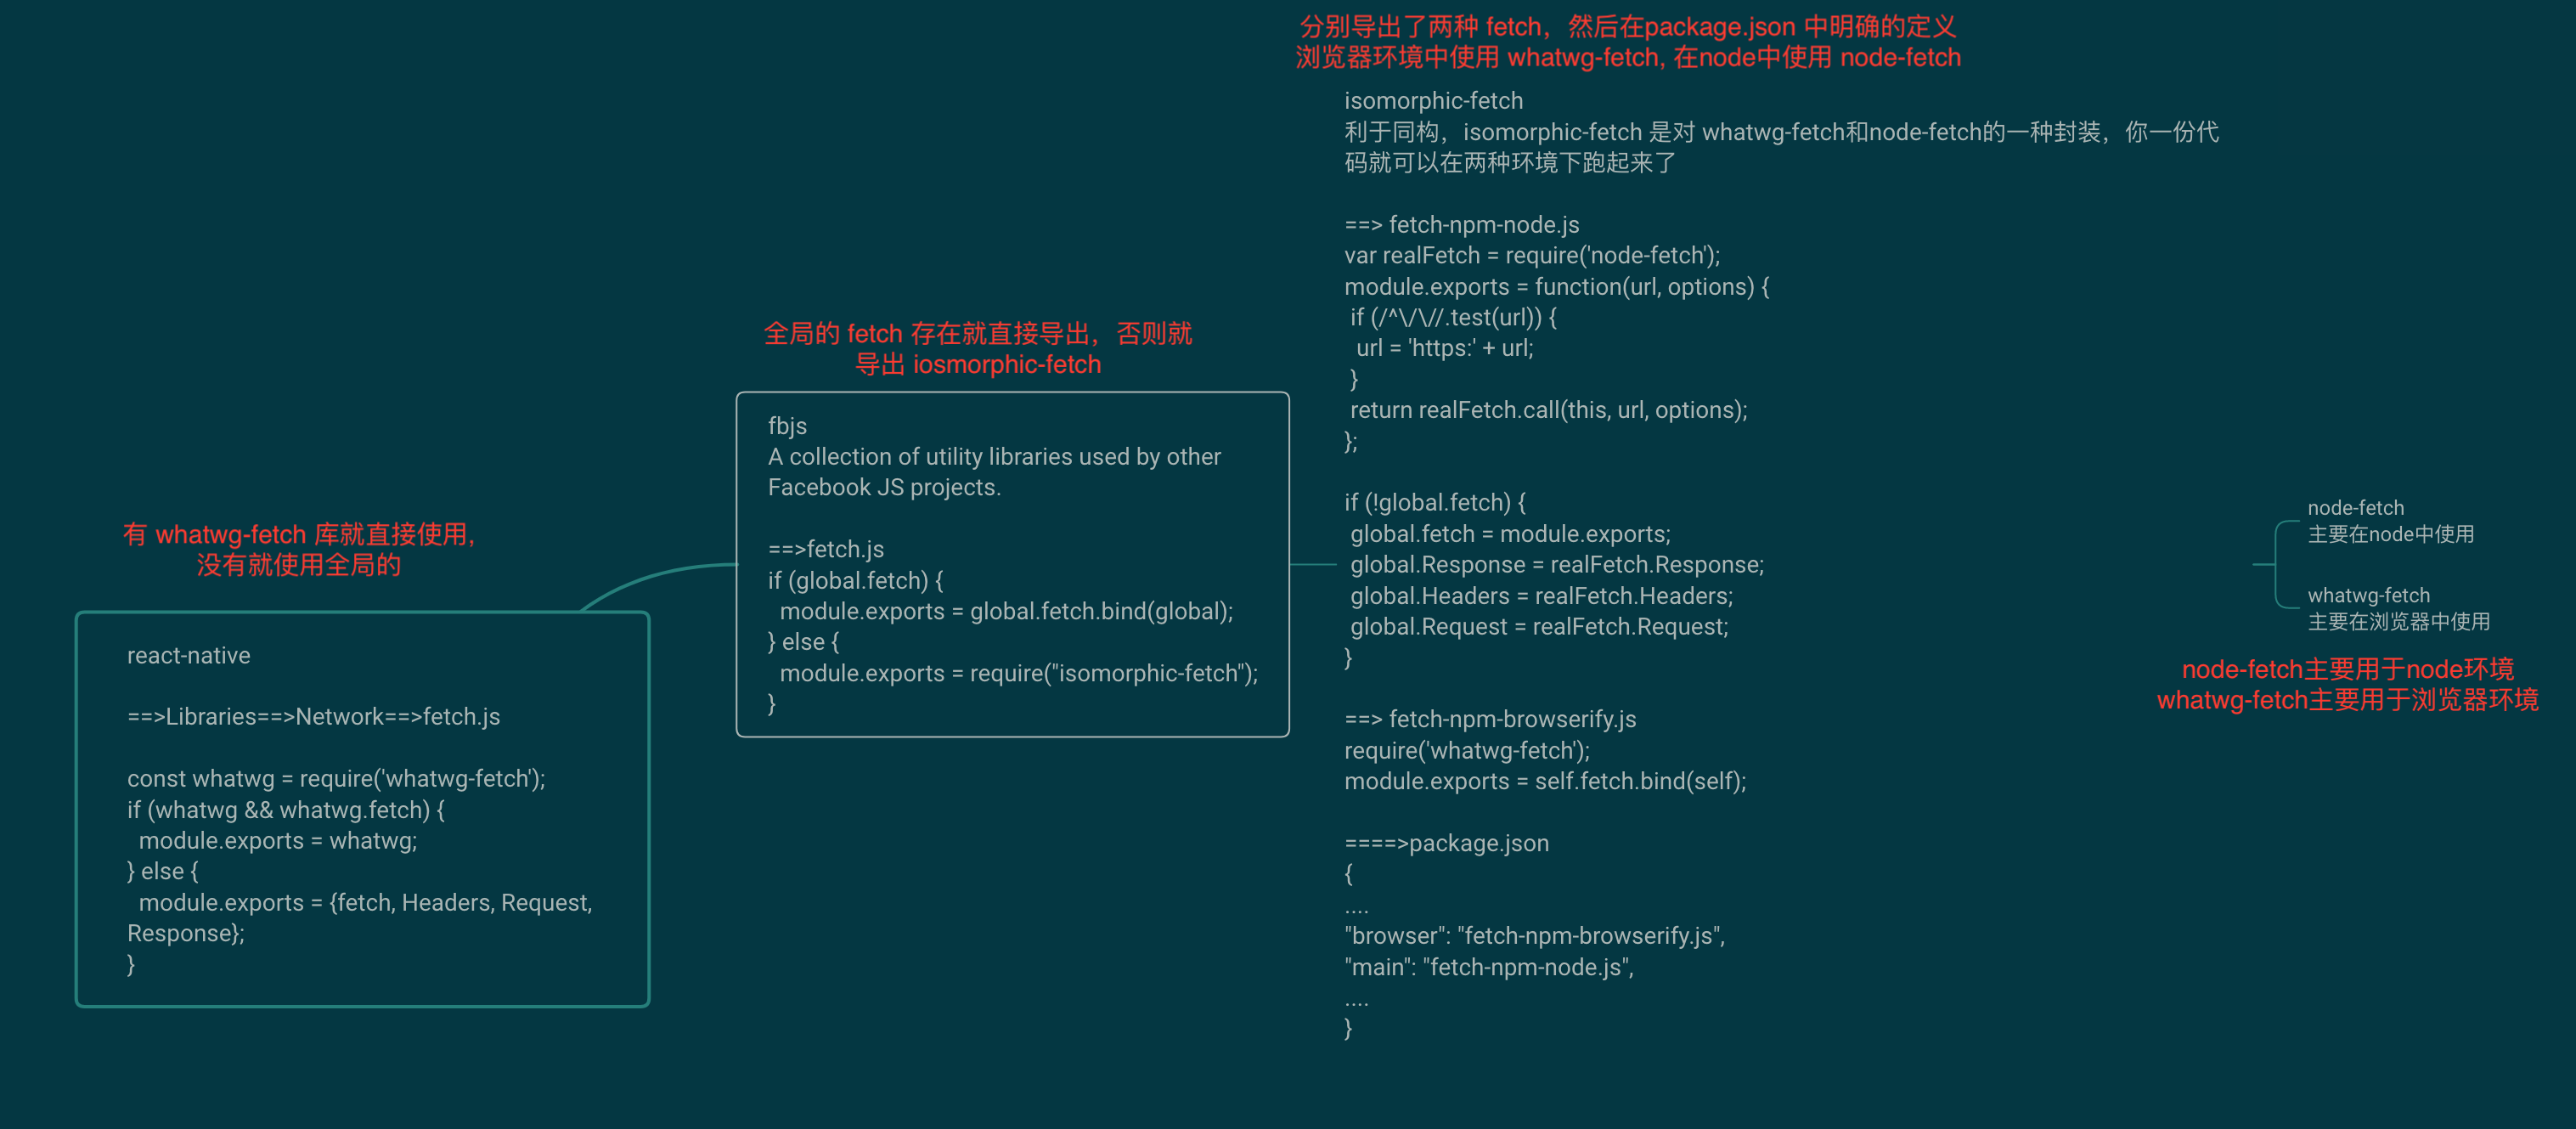 有 whatwg-fetch 库就直接使用,
没有就使用全局的
react-native
==>Libraries==>Network==>fetch.js
const whatwg = require('whatwg-fetch');
if (whatwg && whatwg.fetch) {
module.exports = whatwg;
} else {
module.exports = {fetch, Headers, Request,
Response};
}
全局的 fetch 存在就直接导出，否则就
导出 iosmorphic-fetch
fbjs
A collection of utility libraries used by other
Facebook JS projects.
==>fetch.js
if (global.fetch) {
module.exports = global.fetch.bind(global);
} else {
module.exports = require("isomorphic-fetch");
}
分别导出了两种 fetch，然后在package.json 中明确的定义
浏览器环境中使用 whatwg-fetch, 在node中使用 node-fetch
isomorphic-fetch
利于同构，isomorphic-fetch 是对 whatwg-fetch和node-fetch的一种封装，你一份代
码就可以在两种环境下跑起来了
==> fetch-npm-node.js
var realFetch = require('node-fetch');
module.exports = function(url, options) {
if (/^\/\//.test(url)) {
url = 'https:' + url;
}
return realFetch.call(this, url, options);
};
if (!global.fetch) {
global.fetch = module.exports;
global.Response = realFetch.Response;
global.Headers = realFetch.Headers;
global.Request = realFetch.Request;
}
==> fetch-npm-browserify.js
require('whatwg-fetch');
module.exports = self.fetch.bind(self);
====>package.json
{
....
"browser": "fetch-npm-browserify.js",
"main": "fetch-npm-node.js",
....
}
node-fetch
主要在node中使用
whatwg-fetch
主要在浏览器中使用
node-fetch主要用于node环境
whatwg-fetch主要用于浏览器环境